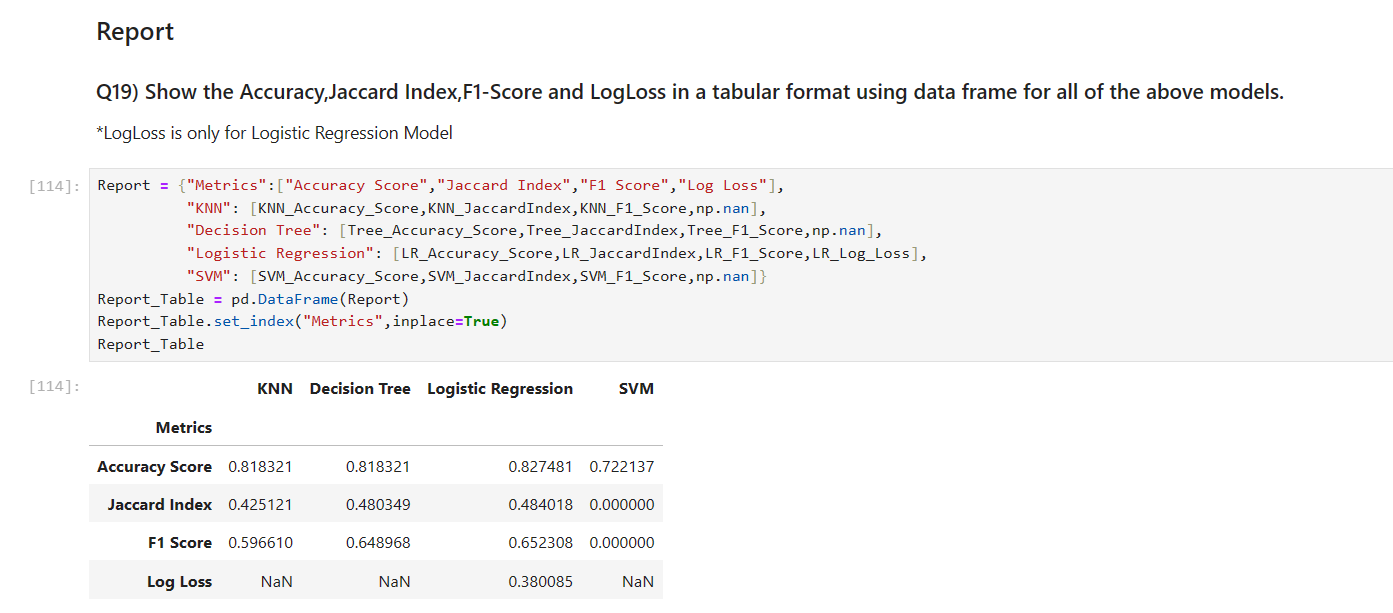 Report
Q19) Show the Accuracy,Jaccard Index,F1-Score and LogLoss in a tabular format using data frame for all of the above models.
*LogLoss is only for Logistic Regression Model
[114]: Report = {"Metrics":["Accuracy Score","Jaccard Index","F1 Score","Log Loss"],
"KNN": [KNN_Accuracy_Score,KNN_JaccardIndex,KNN_F1_Score,np.nan],
"Decision Tree": [Tree_Accuracy_Score,Tree_JaccardIndex,Tree_F1_Score,np.nan],
"Logistic Regression": [LR_Accuracy_Score,LR_JaccardIndex,LR_F1_Score,LR_Log_Loss],
"SVM": [SVM_Accuracy_Score,SVM_JaccardIndex,SVM_F1_Score,np.nan]}
Report_Table = pd.DataFrame(Report)
Report_Table.set_index("Metrics",inplace=True)
Report_Table
[114]: KNN Decision Tree Logistic Regression SVM
Metrics
Accuracy Score 0.818321 0.818321 0.827481 0.722137
Jaccard Index 0.425121 0.480349 0.484018 0.000000
F1 Score 0.596610 0.648968 0.652308 0.000000
Log Loss NaN NaN 0.380085 NaN